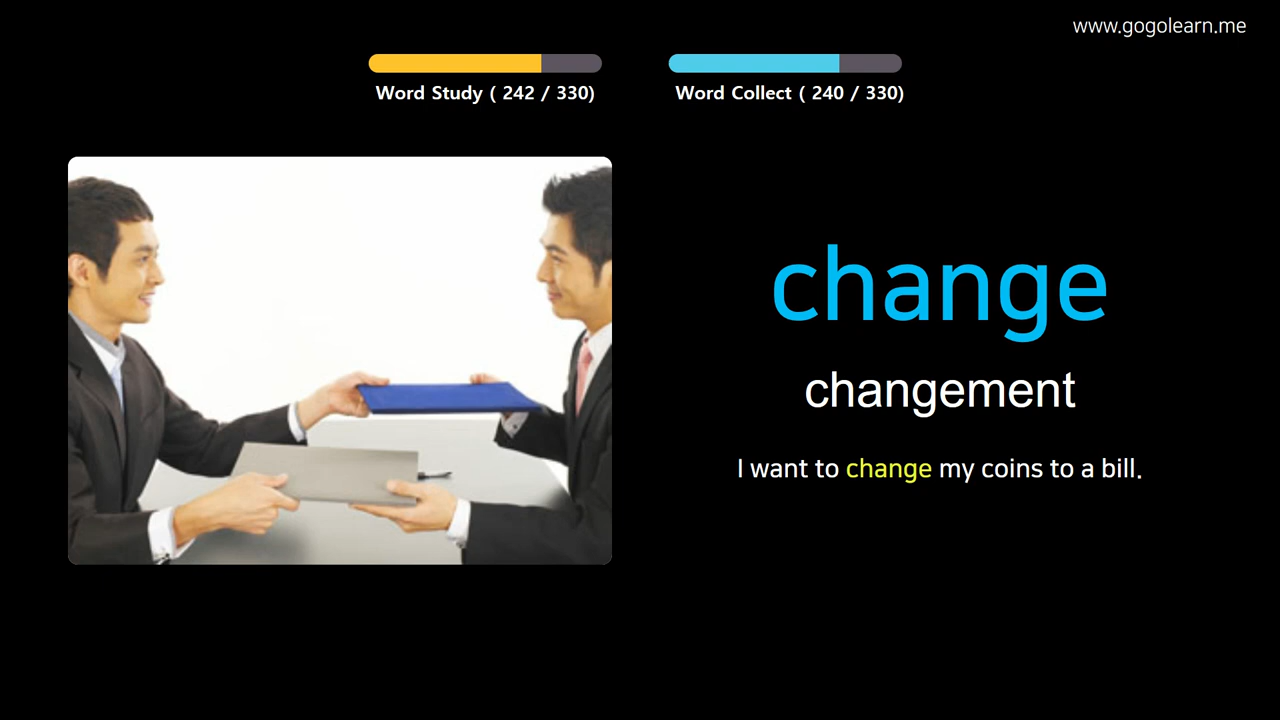 www.gogolearn.me
Word Study ( 242 / 330)
Word Collect ( 240 / 330)
change
changement
I want to change my coins to a bill.